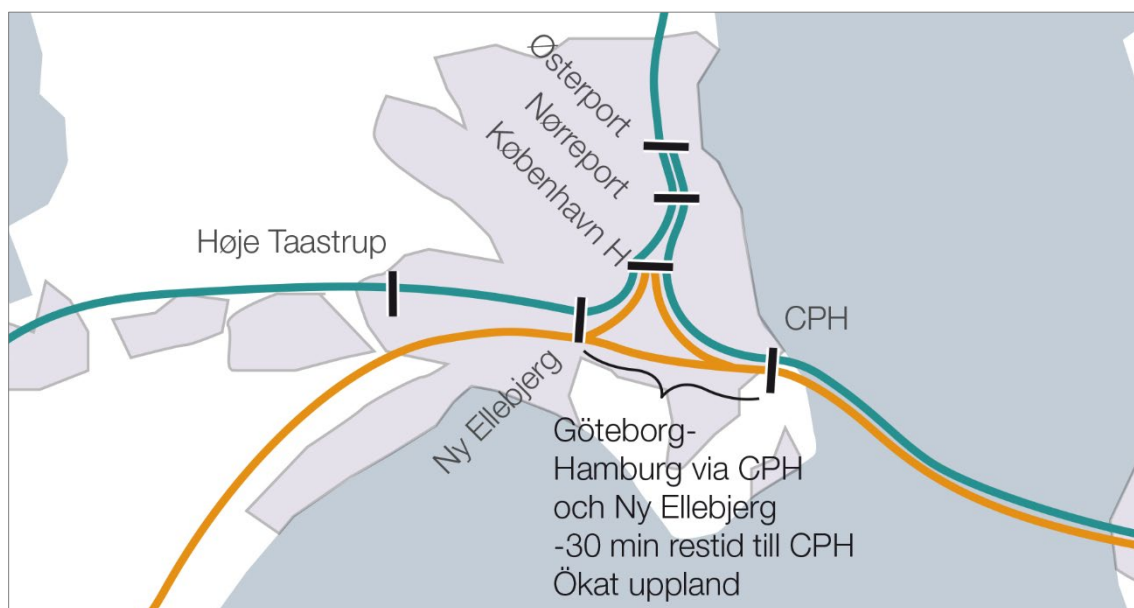 Østerport
Nørreport
København H
Høje Taastrup
CPH
Ny Ellebjerg
Göteborg-
Hamburg via CPH
och Ny Ellebjerg
-30 min restid till CPH
Ökat uppland